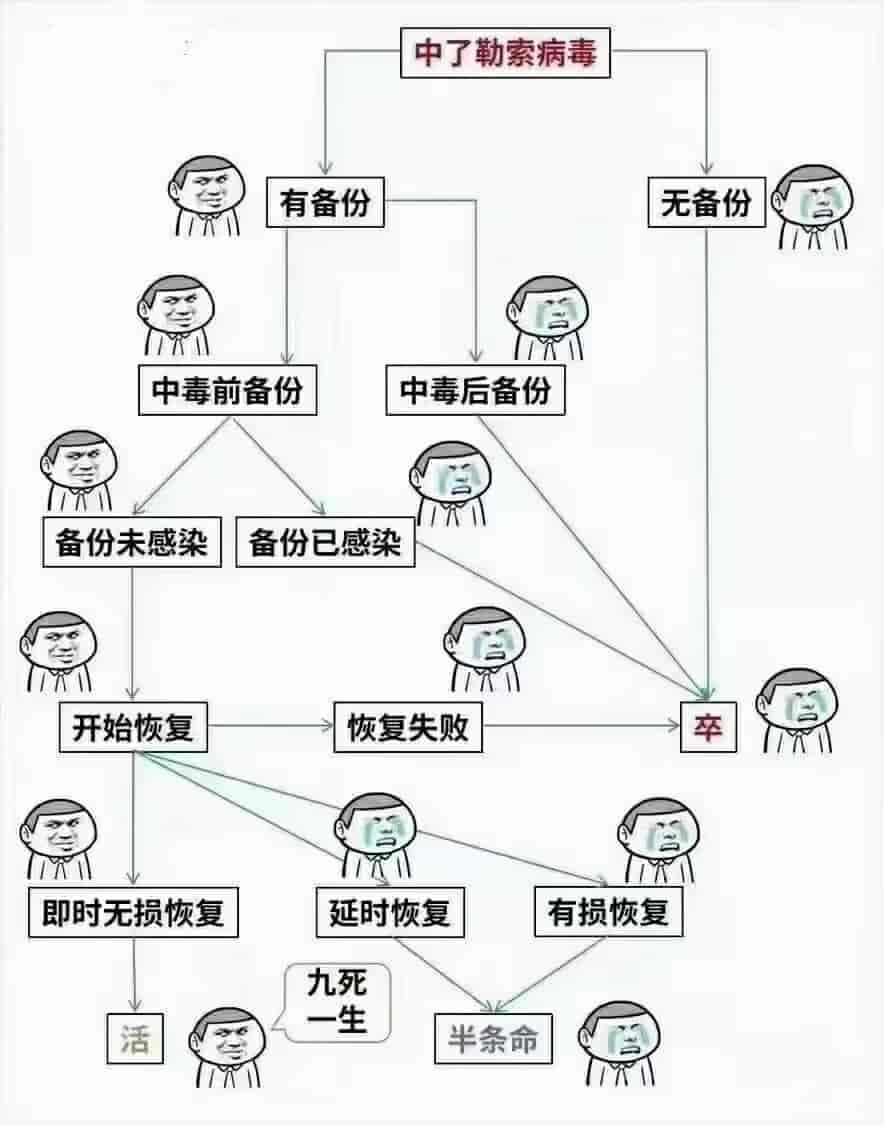 中了勒索病毒
有备份
无备份
中毒前备份
中毒后备份
备份未感染
备份已感染
开始恢复
恢复失败
卒
即时无损恢复
延时恢复
有损恢复
九死
一生
活
半条命